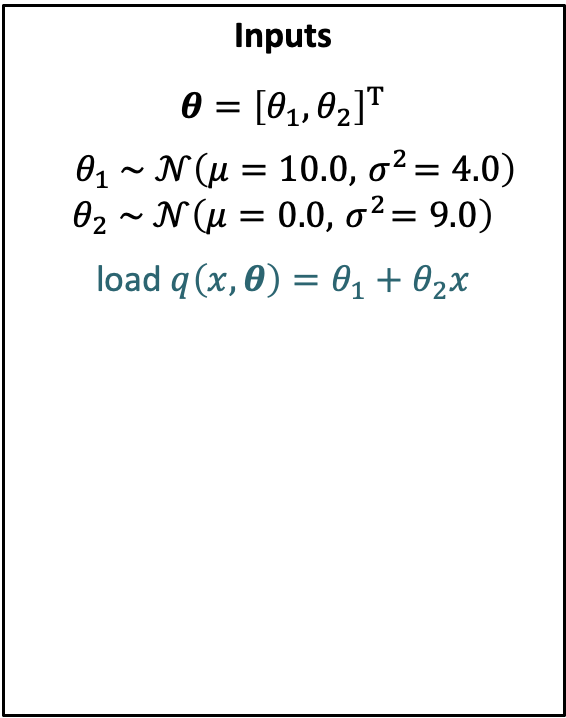 Inputs
𝜽 = [θ₁, θ₂]ᵀ
θ₁ ~ 𝒩(μ = 10.0, σ² = 4.0)
θ₂ ~ 𝒩(μ = 0.0, σ² = 9.0)
load q(x, 𝜽) = θ₁ + θ₂x